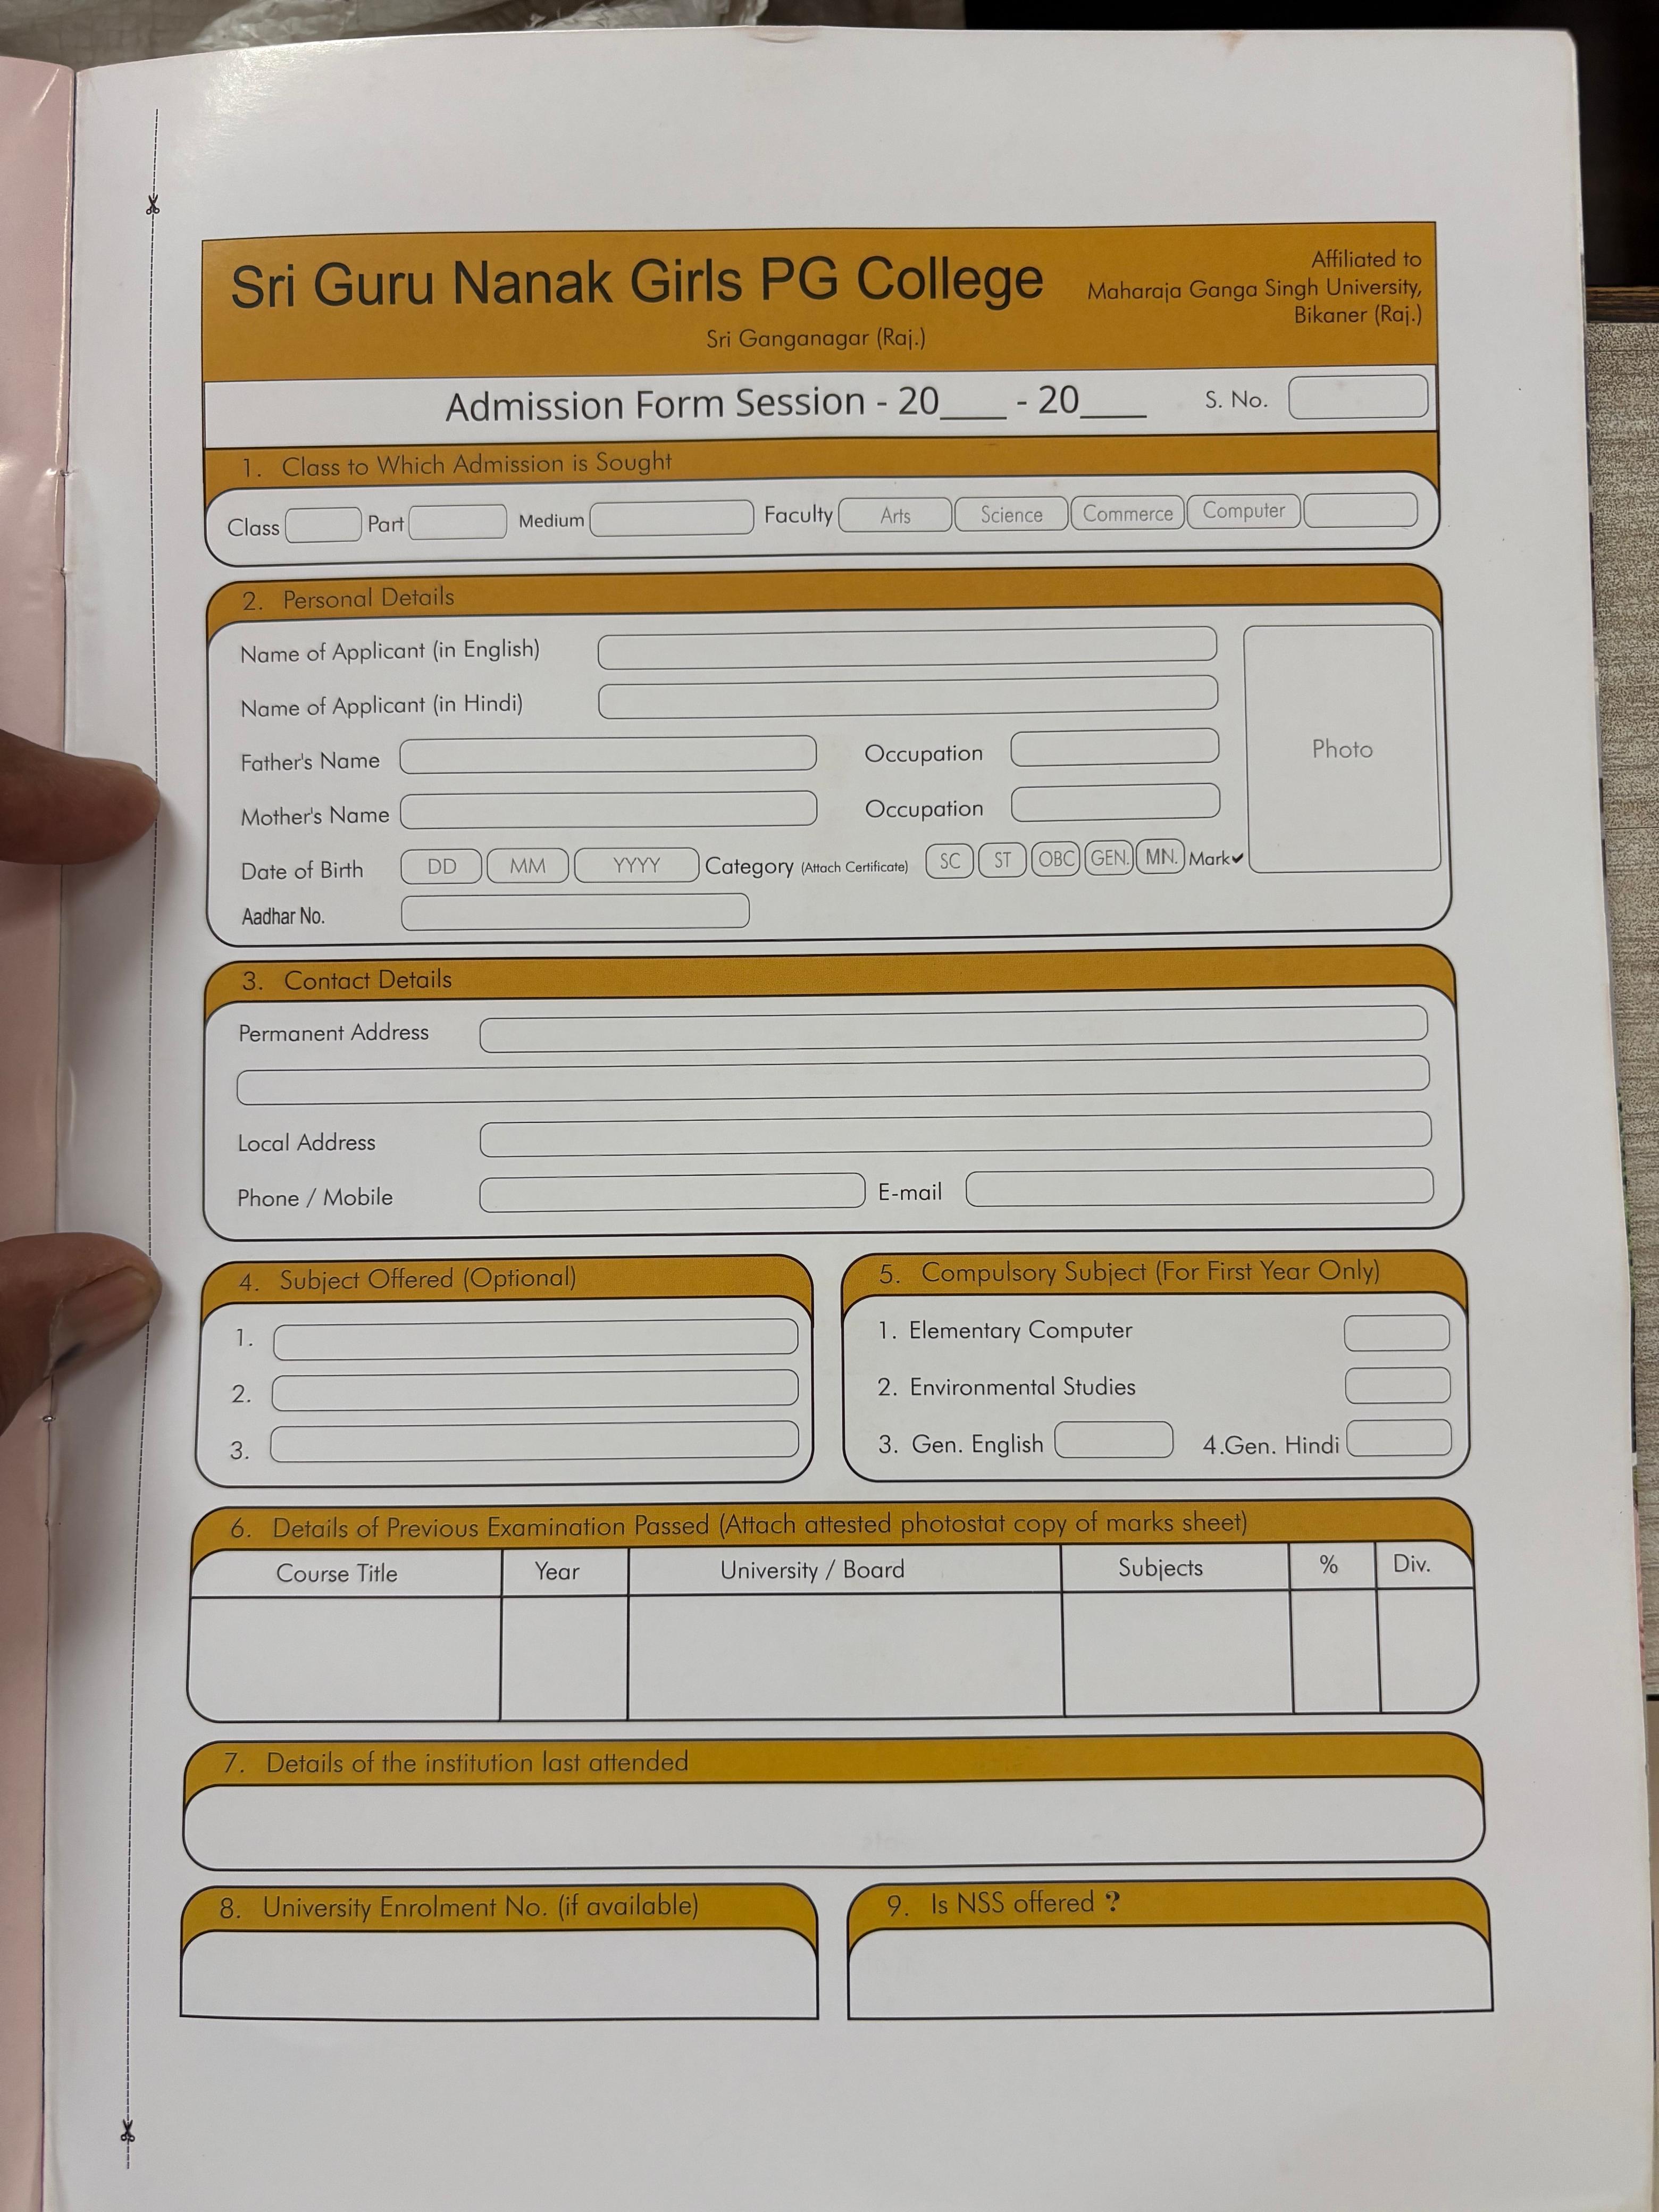 Sri Guru Nanak Girls PG College
Sri Ganganagar (Raj.)
Affiliated to
Maharaja Ganga Singh University,
Bikaner (Raj.)
Admission Form Session - 20____ - 20____ S. No.
1. Class to Which Admission is Sought
Class Part Medium Faculty Arts Science Commerce Computer
2. Personal Details
Name of Applicant (in English)
Name of Applicant (in Hindi)
Photo
Father's Name Occupation
Mother's Name Occupation
Date of Birth DD MM YYYY Category (Attach Certificate) SC ST OBC GEN. MN. Mark✔
Aadhar No.
3. Contact Details
Permanent Address
Local Address
Phone / Mobile E-mail
4. Subject Offered (Optional)
1.
2.
3.
5. Compulsory Subject (For First Year Only)
1. Elementary Computer
2. Environmental Studies
3. Gen. English 4.Gen. Hindi
6. Details of Previous Examination Passed (Attach attested photostat copy of marks sheet)
Course Title Year University / Board Subjects % Div.
7. Details of the institution last attended
8. University Enrolment No. (if available)
9. Is NSS offered ?